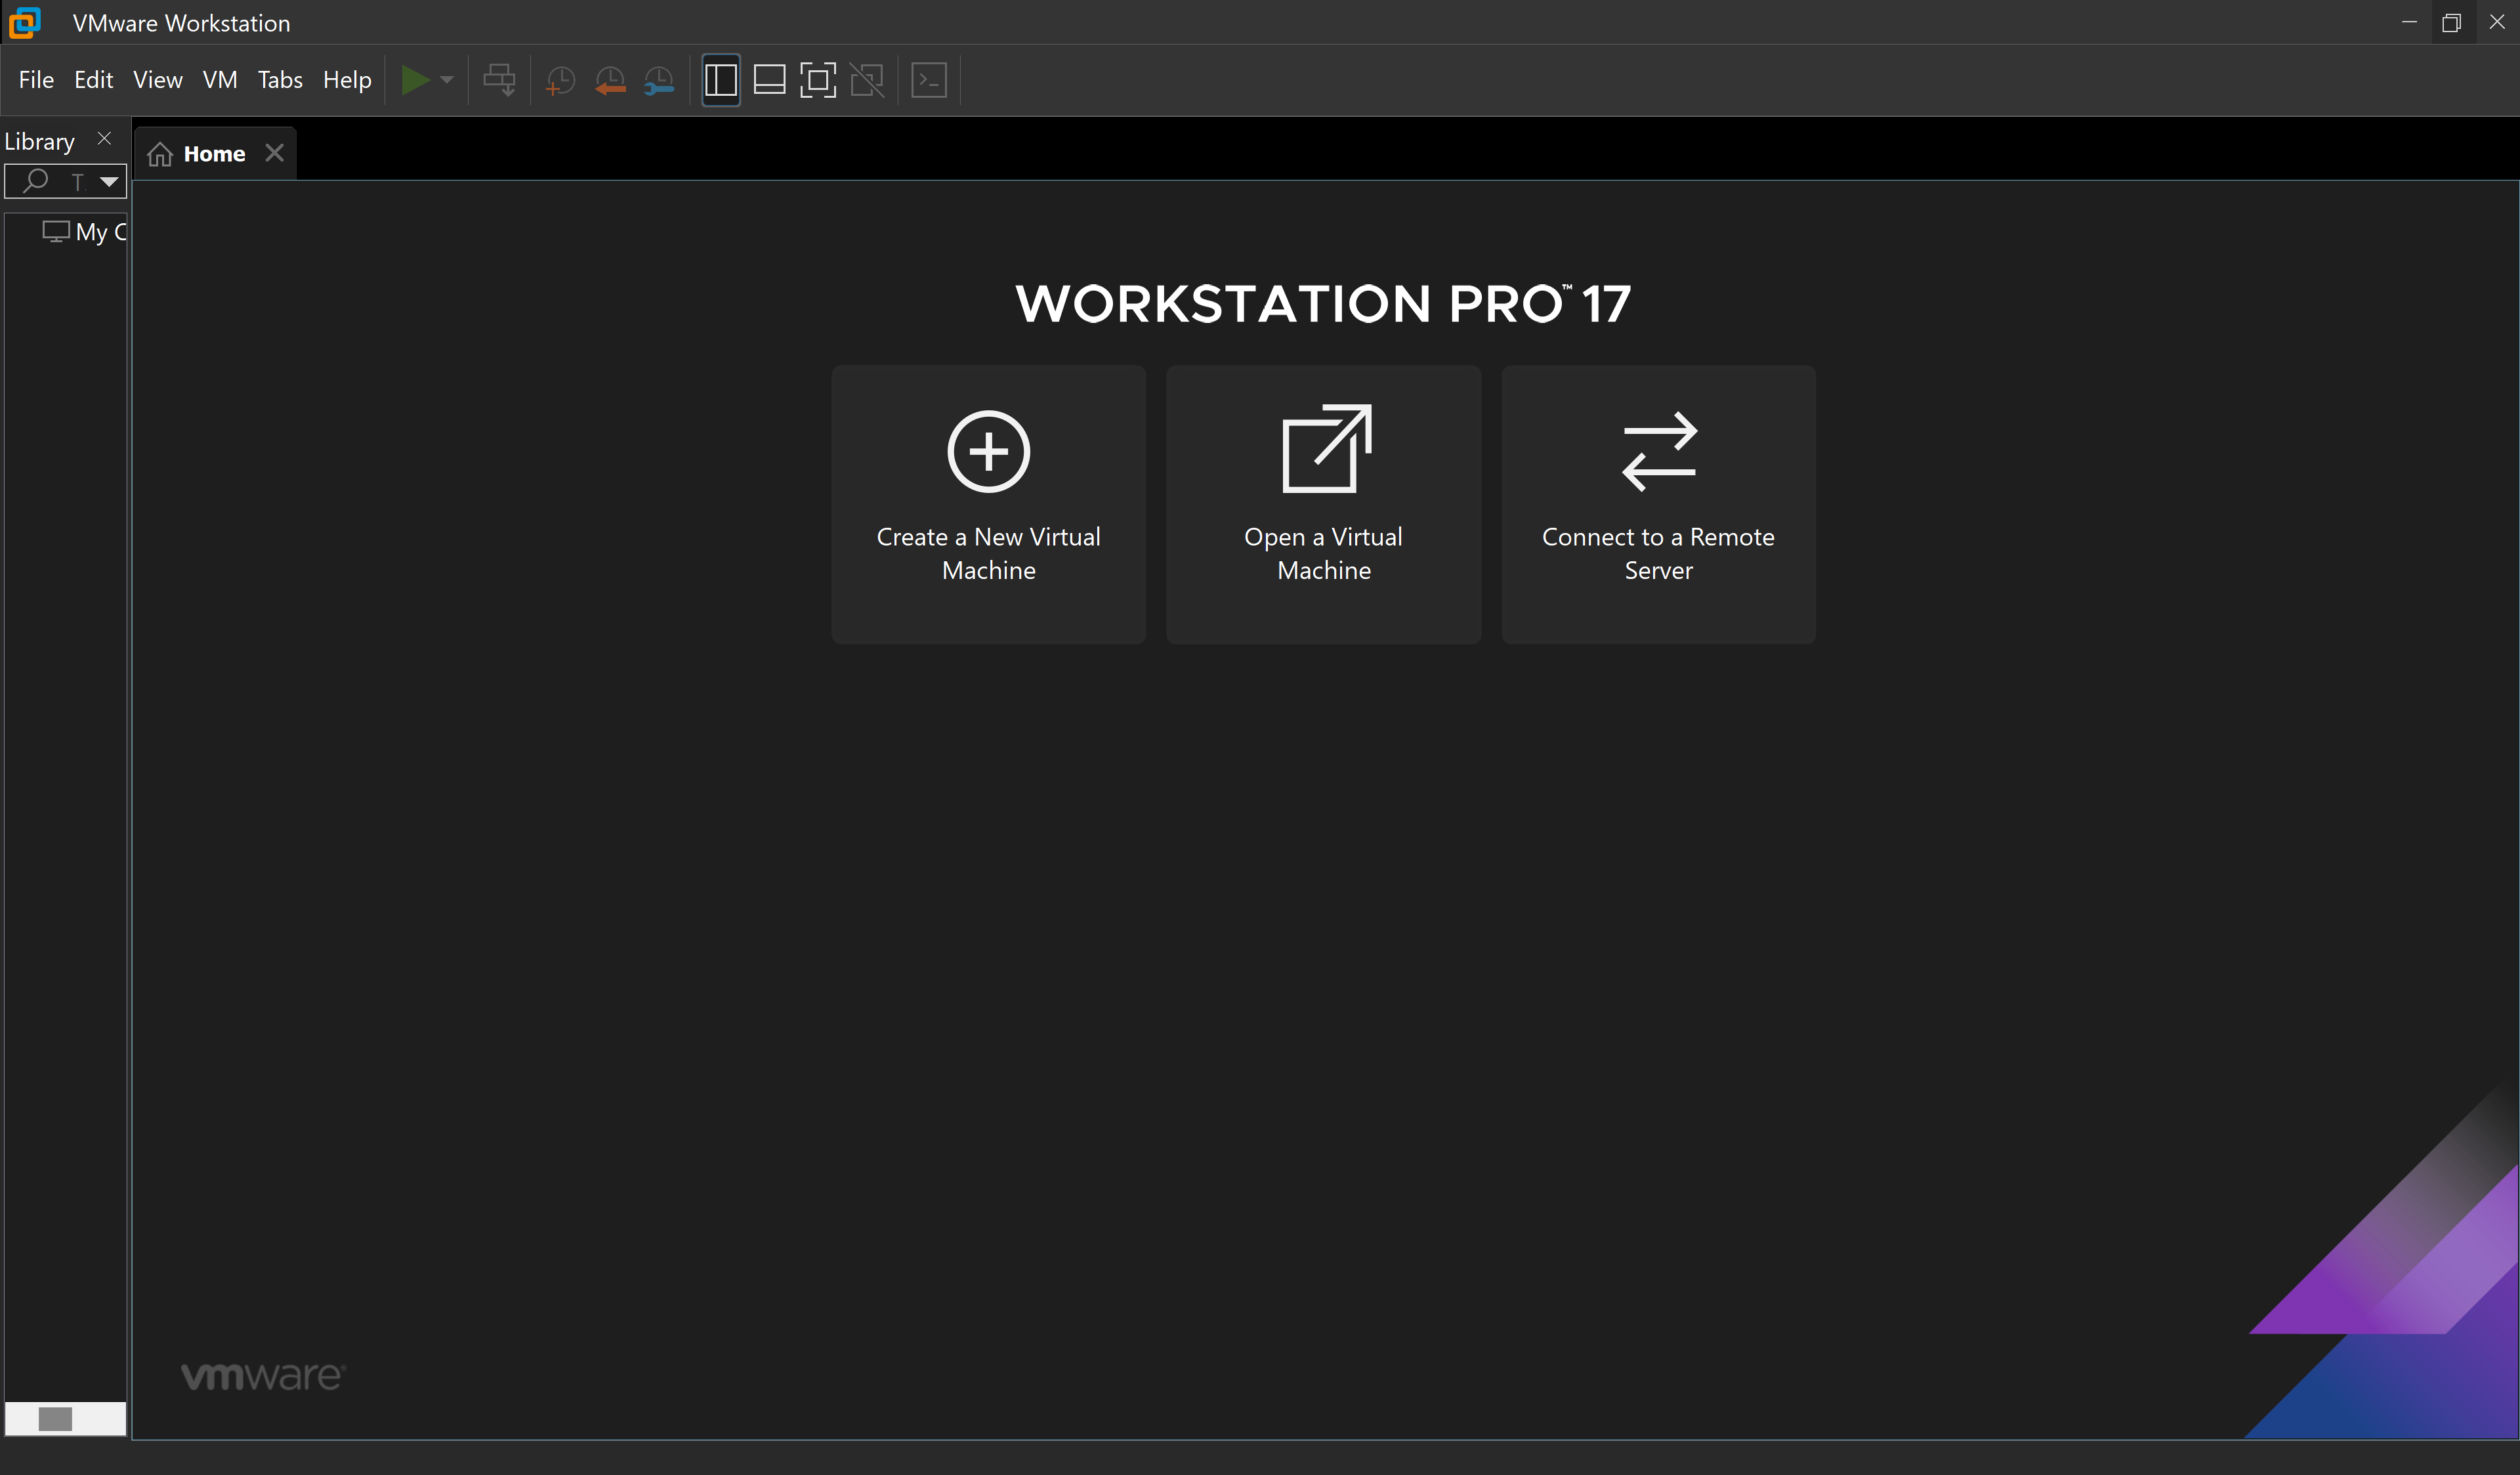 VMware Workstation
File Edit View VM Tabs Help
Library
Home
T.
My C
WORKSTATION PRO™ 17
Create a New Virtual
Machine
Open a Virtual
Machine
Connect to a Remote
Server
vmware®